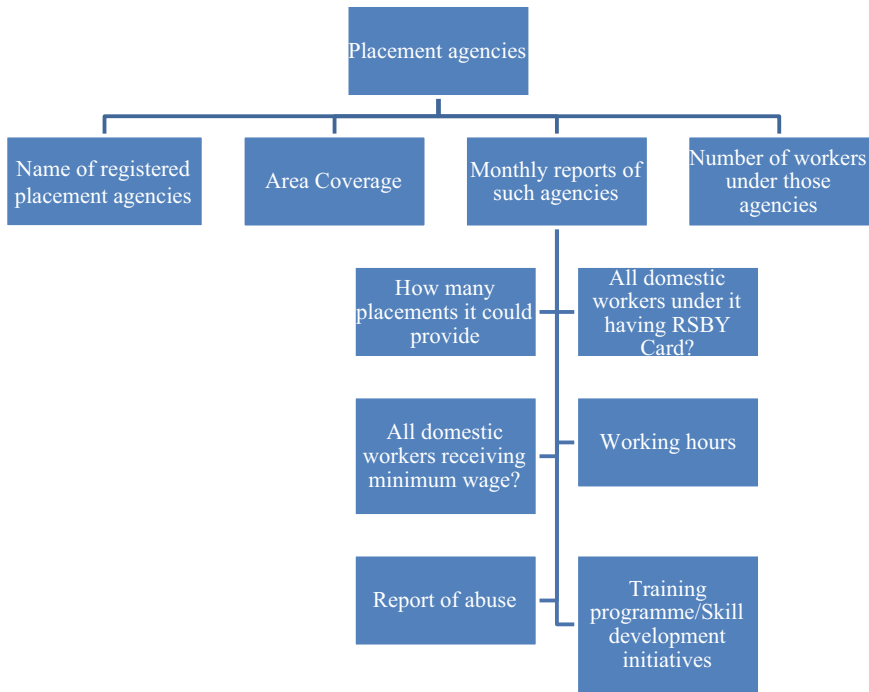 Placement agencies
Name of registered
placement agencies
Area Coverage
Monthly reports of
such agencies
Number of workers
under those
agencies
How many
placements it could
provide
All domestic
workers under it
having RSBY
Card?
All domestic
workers receiving
minimum wage?
Working hours
Report of abuse
Training
programme/Skill
development
initiatives